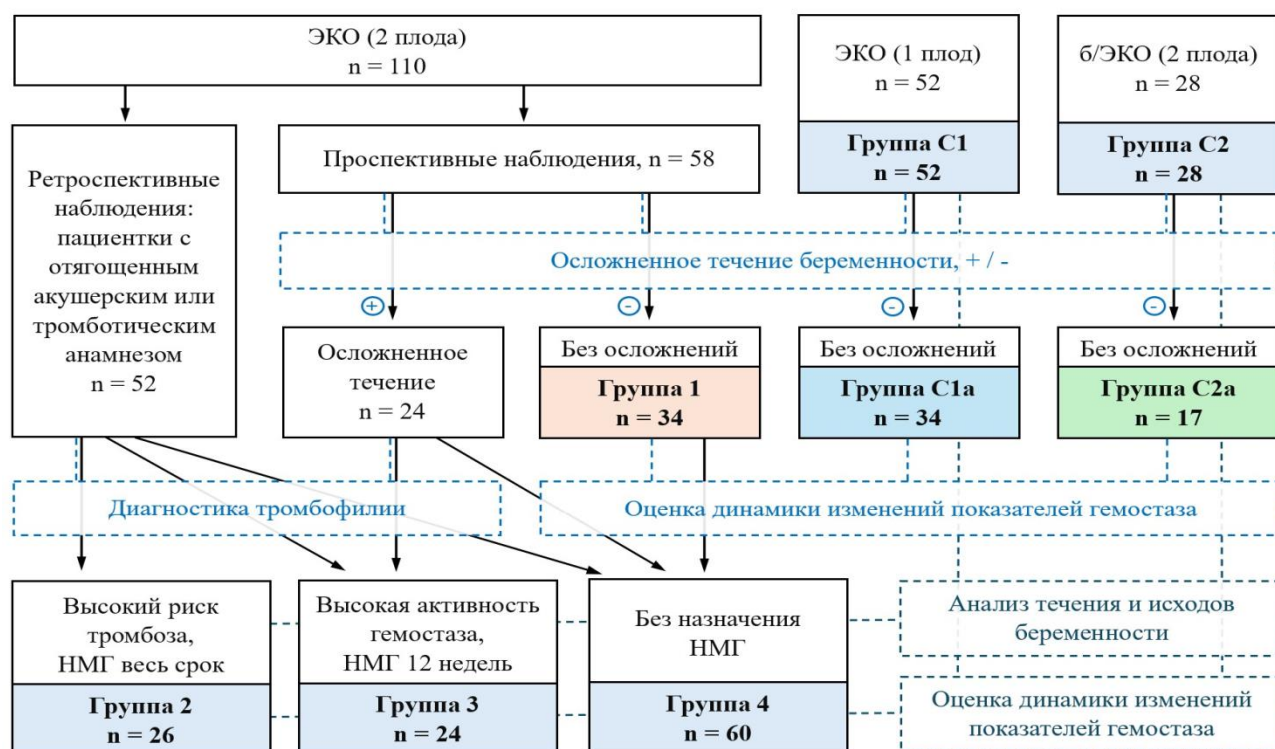 ЭКО (2 плода)
n = 110
ЭКО (1 плод)
n = 52
Группа С1
n = 52
б/ЭКО (2 плода)
n = 28
Группа С2
n = 28
Ретроспективные
наблюдения:
пациентки с
отягощенным
акушерским или
тромботическим
анамнезом
n = 52
Проспективные наблюдения, n = 58
Осложненное течение беременности, + / -
+
-
-
-
Осложненное
течение
n = 24
Без осложнений
Группа 1
n = 34
Без осложнений
Группа С1а
n = 34
Без осложнений
Группа С2а
n = 17
Диагностика тромбофилии
Оценка динамики изменений показателей гемостаза
Высокий риск
тромбоза,
НМГ весь срок
Группа 2
n = 26
Высокая активность
гемостаза,
НМГ 12 недель
Группа 3
n = 24
Без назначения
НМГ
Группа 4
n = 60
Анализ течения и исходов
беременности
Оценка динамики изменений
показателей гемостаза